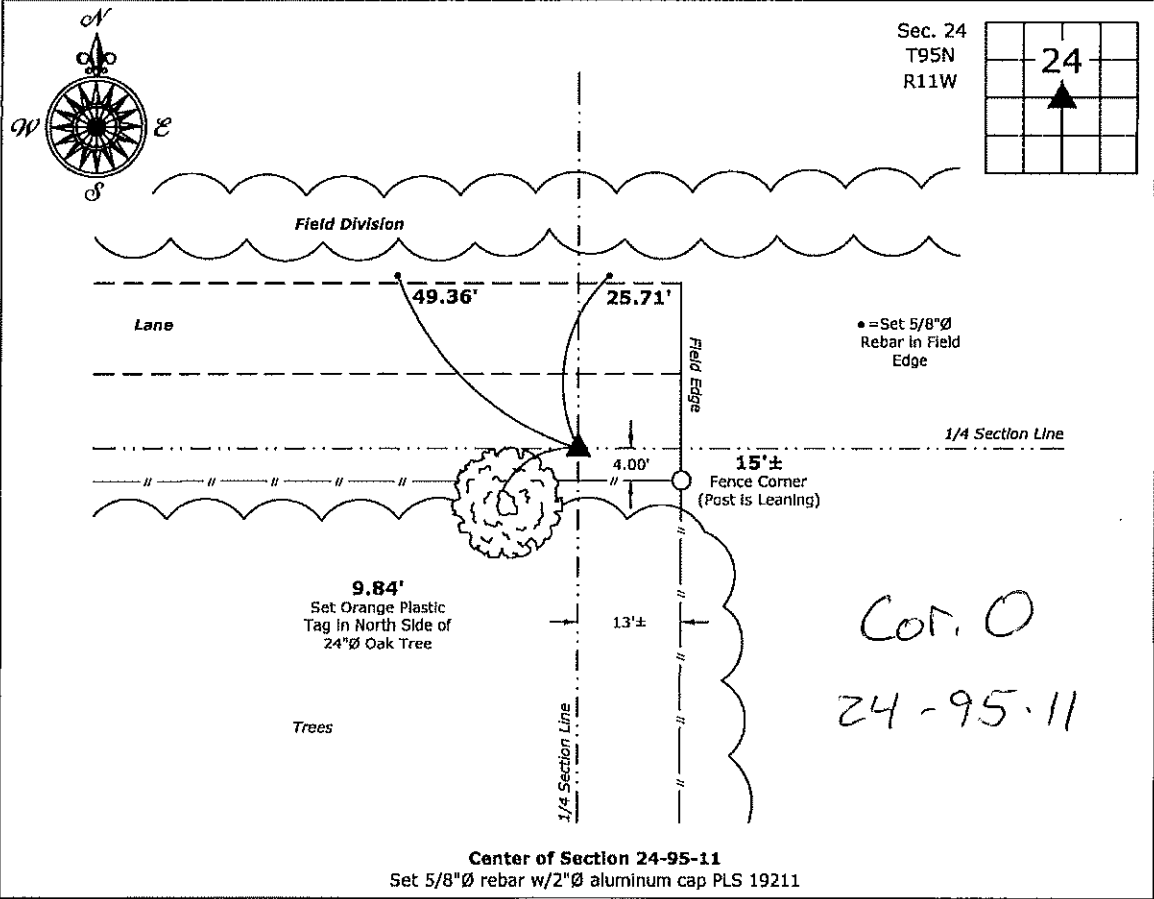 N
W
E
S
Sec. 24
T95N
R11W
24
Field Division
49.36'
25.71'
Lane
Field Edge
•=Set 5/8"Ø
Rebar in Field
Edge
1/4 Section Line
4.00'
15'±
Fence Corner
(Post is Leaning)
9.84'
Set Orange Plastic
Tag in North Side of
24"Ø Oak Tree
13'±
Cor. O
24-95-11
Trees
1/4 Section Line
Center of Section 24-95-11
Set 5/8"Ø rebar w/2"Ø aluminum cap PLS 19211